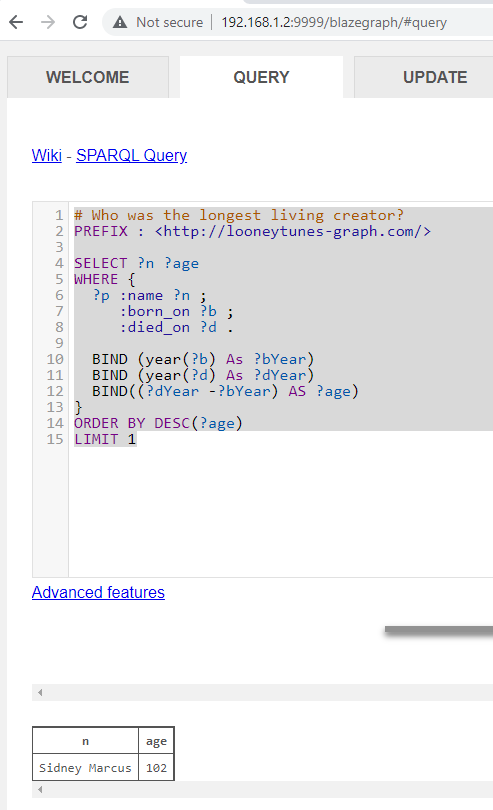 Not secure | 192.168.1.2:9999/blazegraph/#query
WELCOME QUERY UPDATE
Wiki - SPARQL Query
1 # Who was the longest living creator?
2 PREFIX : <http://looneytunes-graph.com/>
3
4 SELECT ?n ?age
5 WHERE {
6 ?p :name ?n ;
7 :born_on ?b ;
8 :died_on ?d .
9
10 BIND (year(?b) As ?bYear)
11 BIND (year(?d) As ?dYear)
12 BIND((?dYear -?bYear) AS ?age)
13 }
14 ORDER BY DESC(?age)
15 LIMIT 1
Advanced features
n age
Sidney Marcus 102